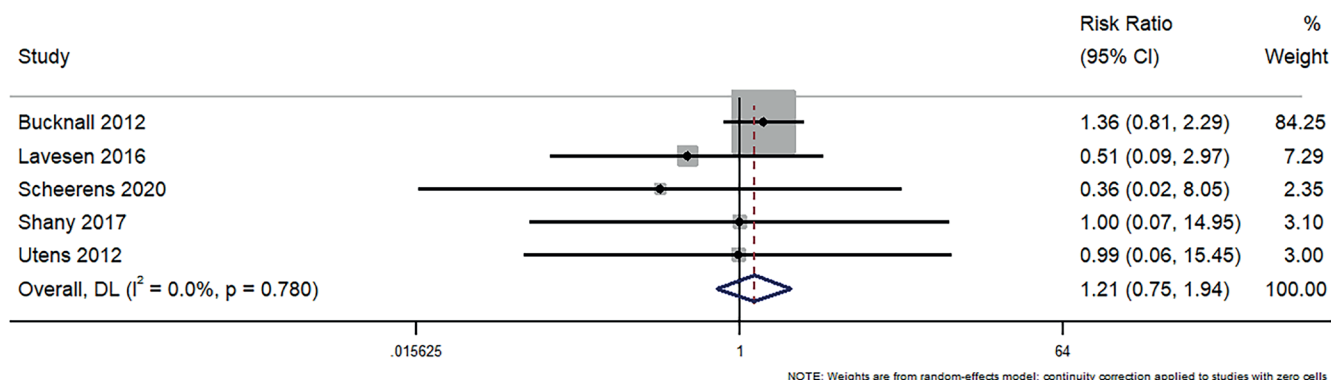 Risk Ratio %
Study (95% CI) Weight
Bucknall 2012 1.36 (0.81, 2.29) 84.25
Lavesen 2016 0.51 (0.09, 2.97) 7.29
Scheerens 2020 0.36 (0.02, 8.05) 2.35
Shany 2017 1.00 (0.07, 14.95) 3.10
Utens 2012 0.99 (0.06, 15.45) 3.00
Overall, DL (I² = 0.0%, p = 0.780) 1.21 (0.75, 1.94) 100.00
.015625 1 64
NOTE: Weights are from random-effects model; continuity correction applied to studies with zero cells